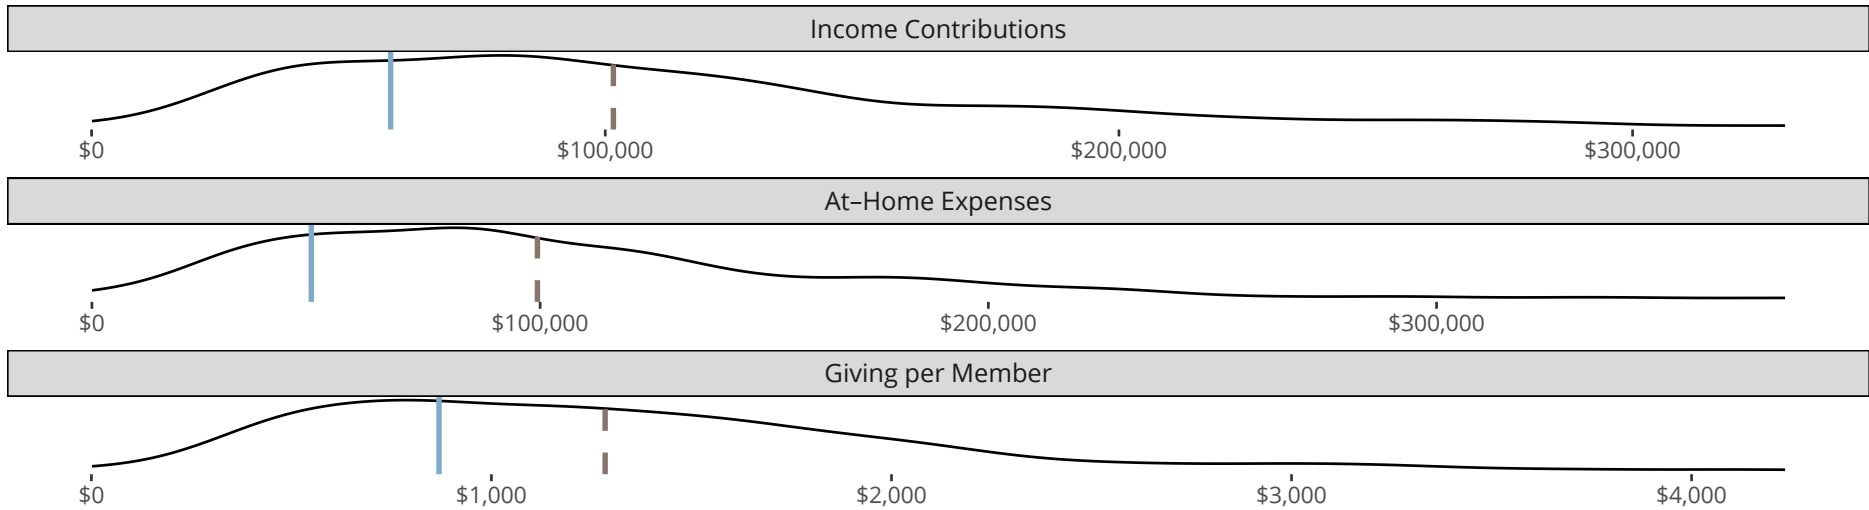 Income Contributions
$0 $100,000 $200,000 $300,000
At–Home Expenses
$0 $100,000 $200,000 $300,000
Giving per Member
$0 $1,000 $2,000 $3,000 $4,000